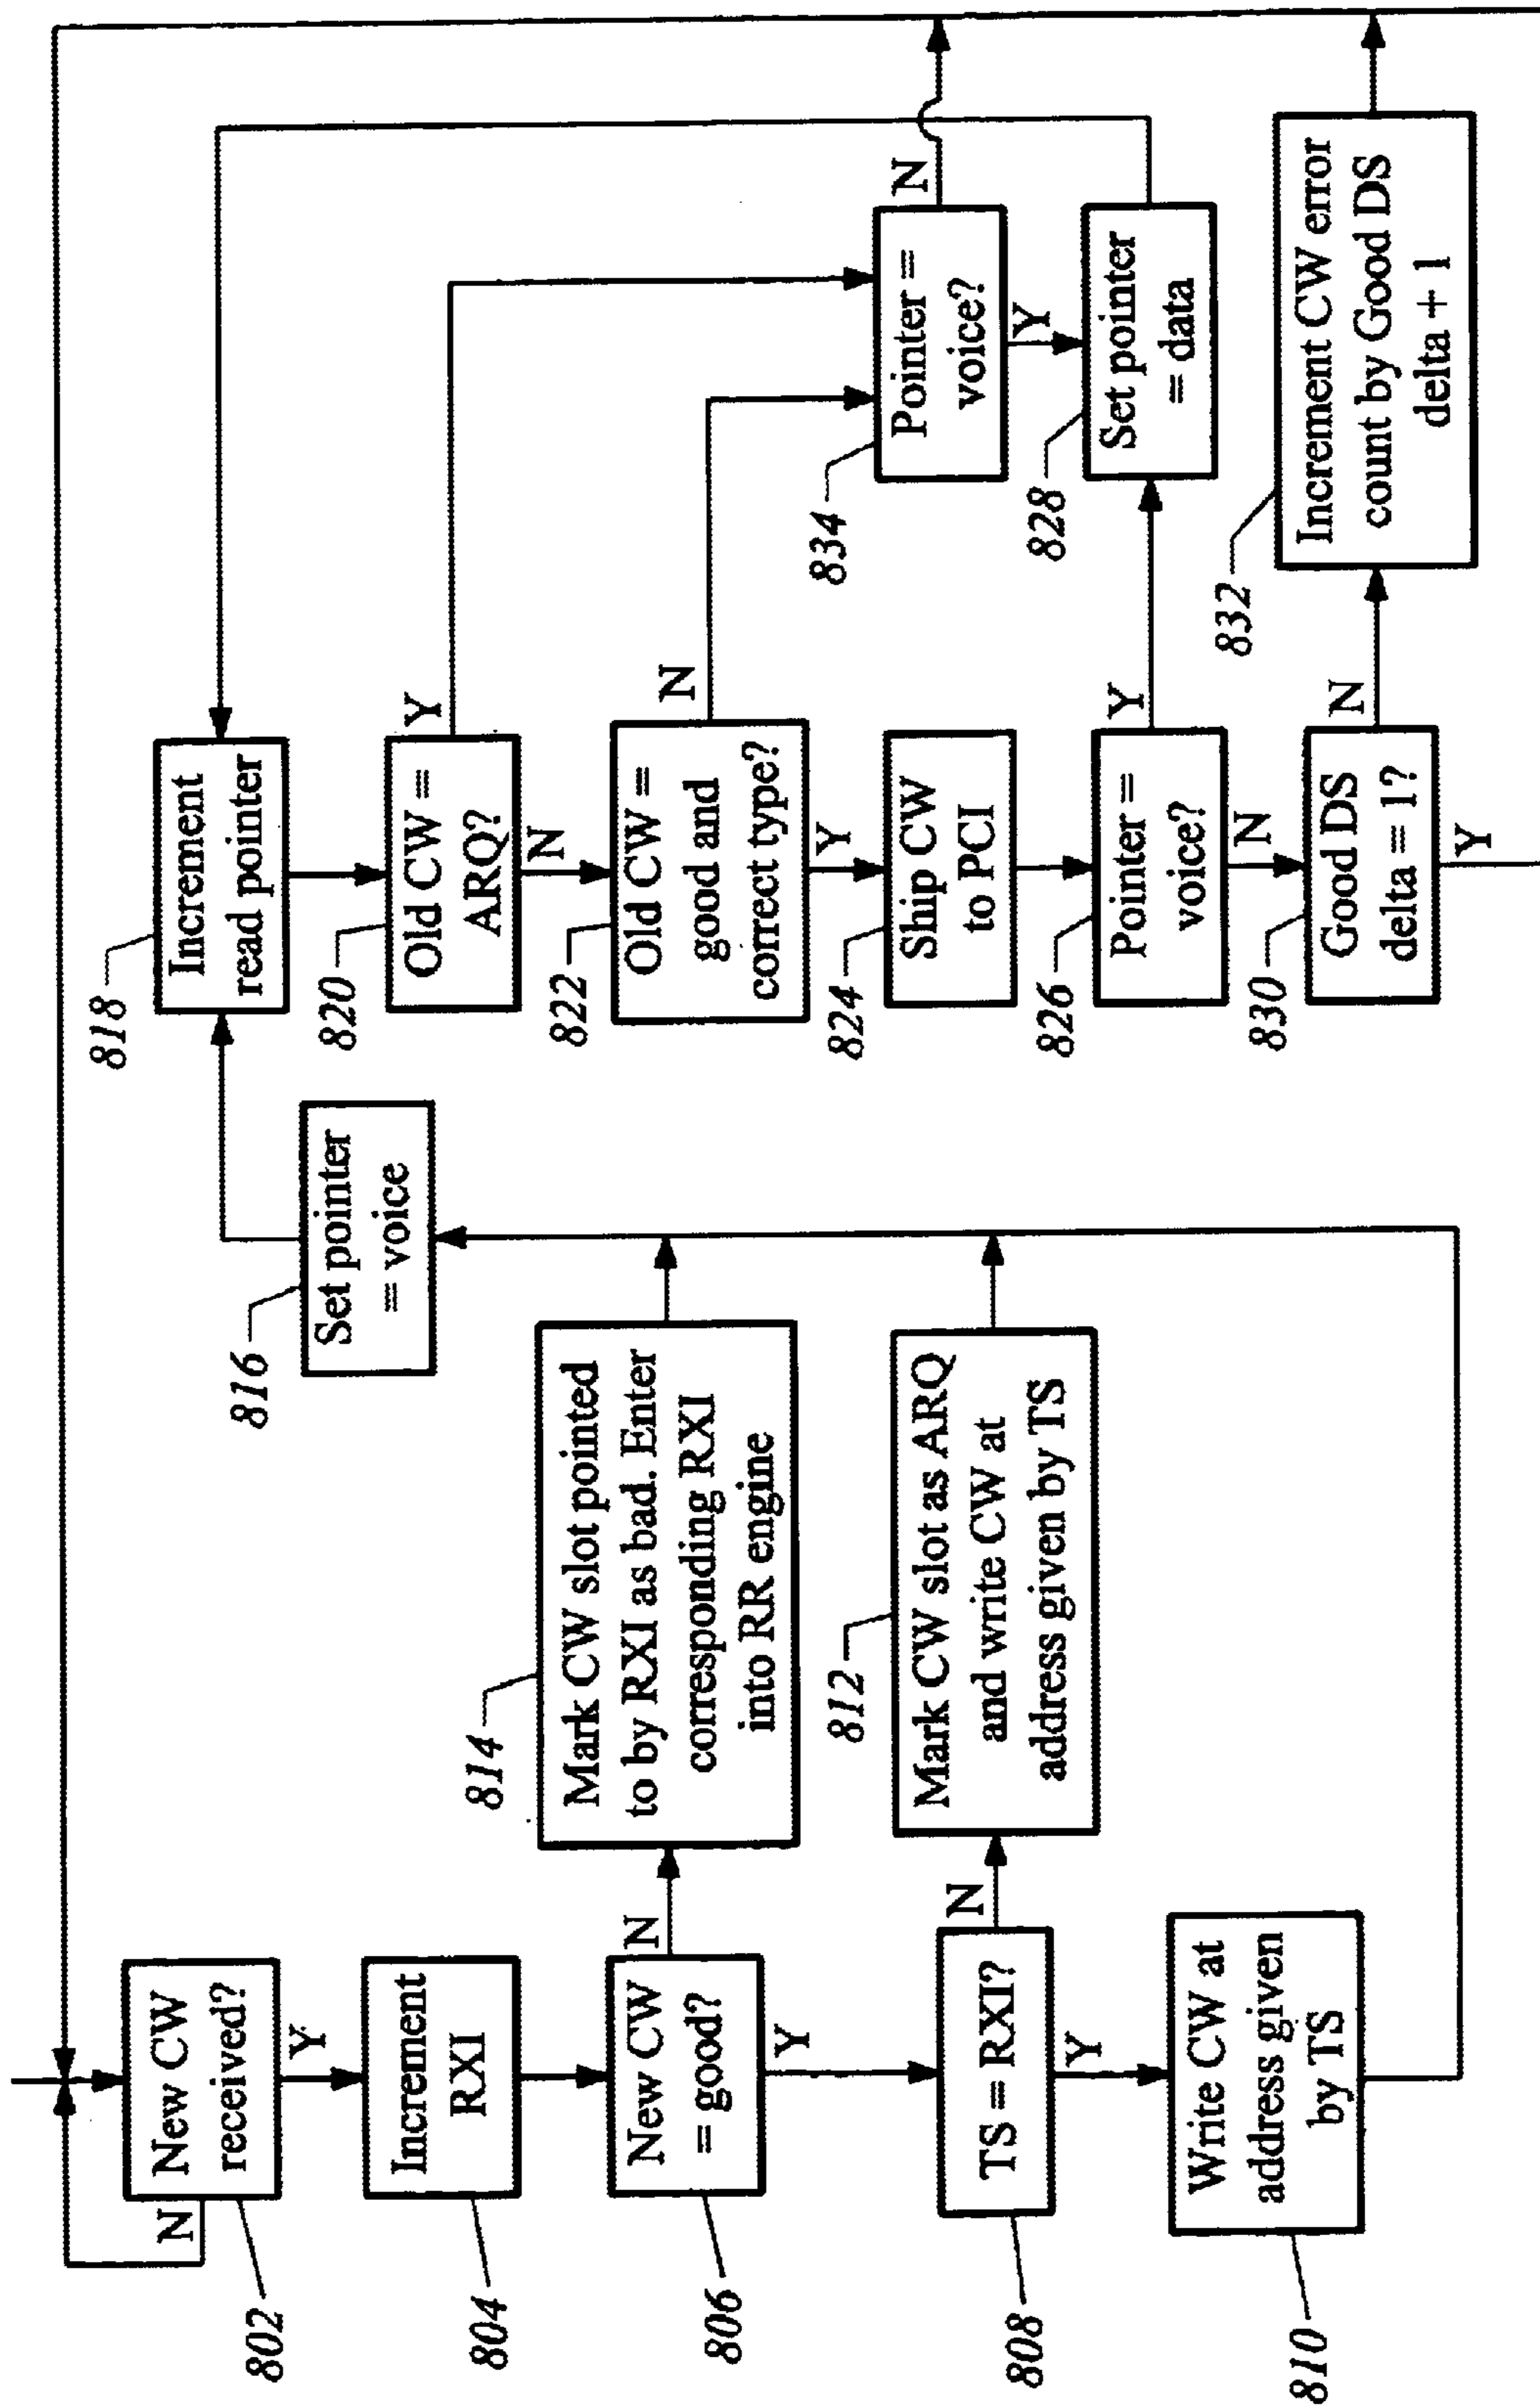 New CW
received?
N
Y
802
Increment
RXI
804
New CW
= good?
N
Y
806
TS = RXI?
N
Y
808
Write CW at
address given
by TS
810
Mark CW slot pointed
to by RXI as bad. Enter
corresponding RXI
into RR engine
814
Mark CW slot as ARQ
and write CW at
address given by TS
812
Set pointer
= voice
816
Increment
read pointer
818
Old CW =
ARQ?
Y
N
820
Old CW =
good and
correct type?
N
Y
822
Ship CW
to PCI
824
Pointer =
voice?
Y
N
826
Good DS
delta = 1?
N
Y
830
Pointer =
voice?
N
Y
834
Set pointer
= data
828
Increment CW error
count by Good DS
delta + 1
832